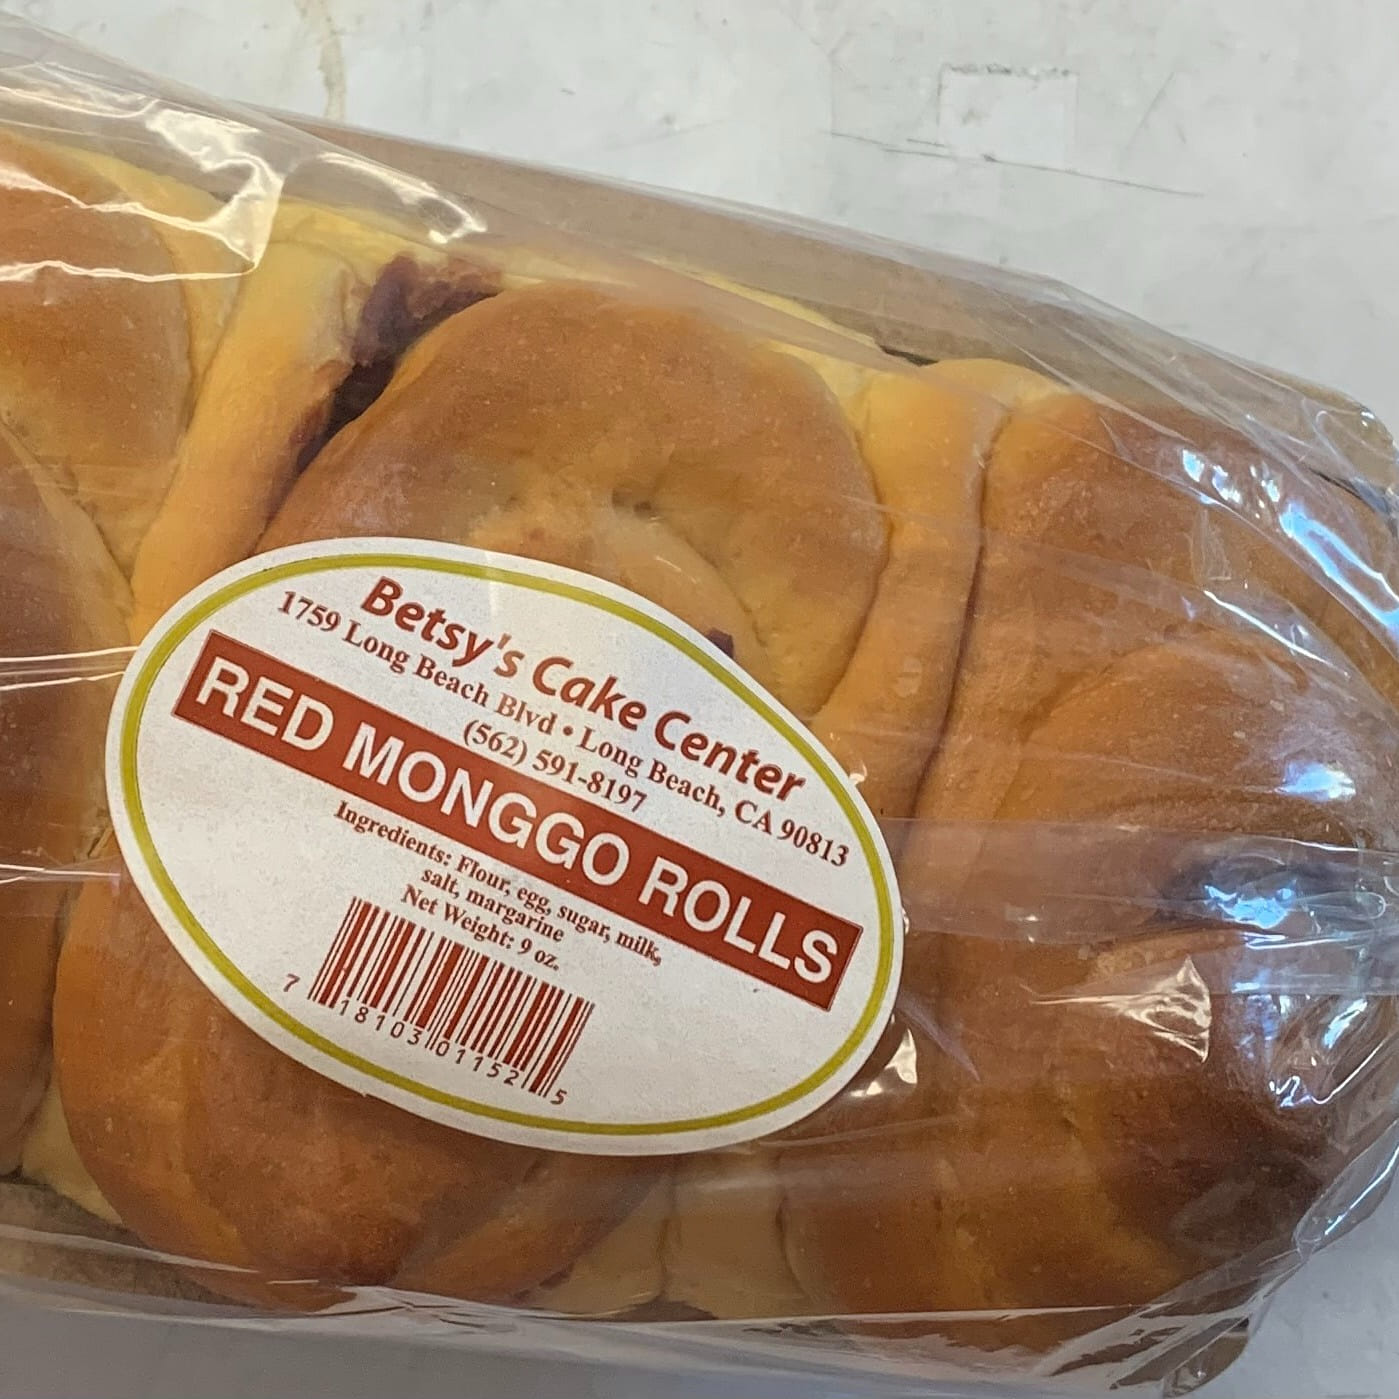 Betsy's Cake Center
1759 Long Beach Blvd • Long Beach, CA 90813
(562) 591-8197
RED MONGGO ROLLS
Ingredients: Flour, egg, sugar, milk,
salt, margarine
Net Weight: 9 oz.
7 18103 01152 5